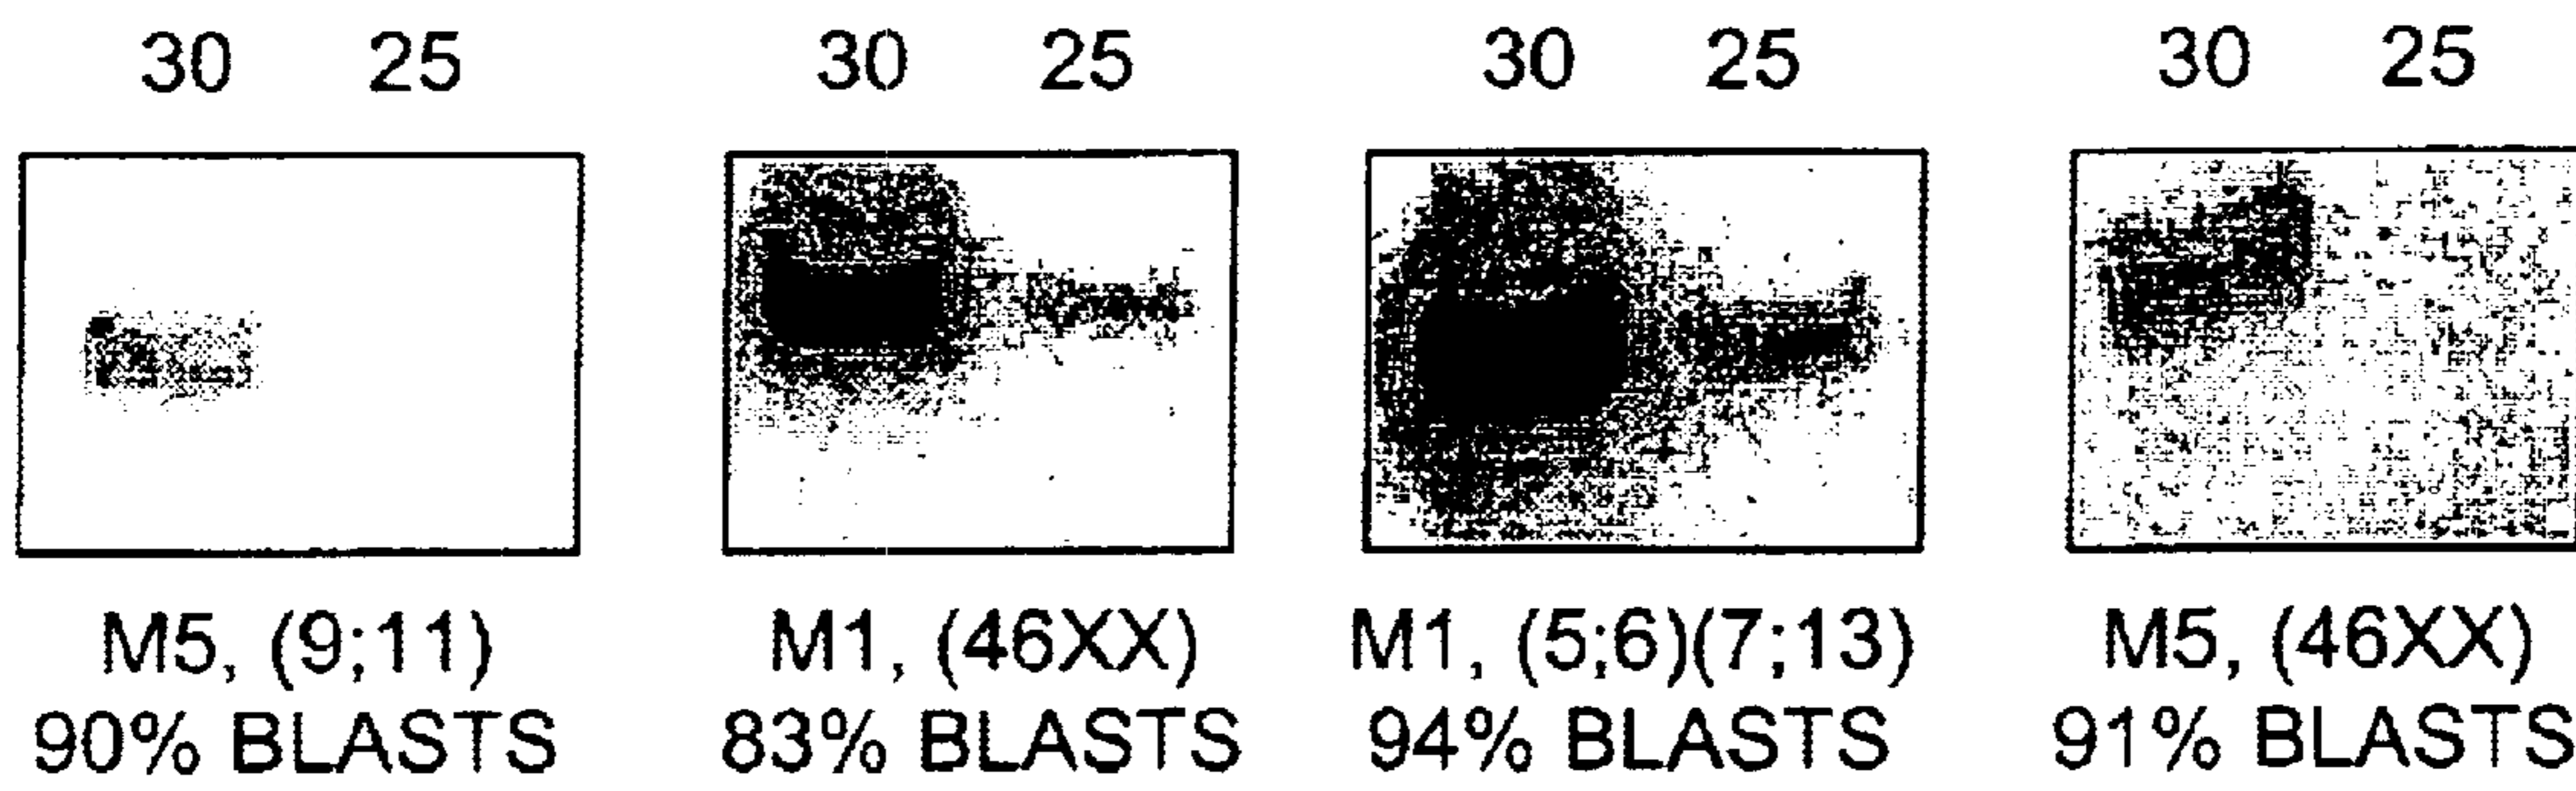 30 25 30 25 30 25 30 25
M5, (9;11) M1, (46XX) M1, (5;6)(7;13) M5, (46XX)
90% BLASTS 83% BLASTS 94% BLASTS 91% BLASTS